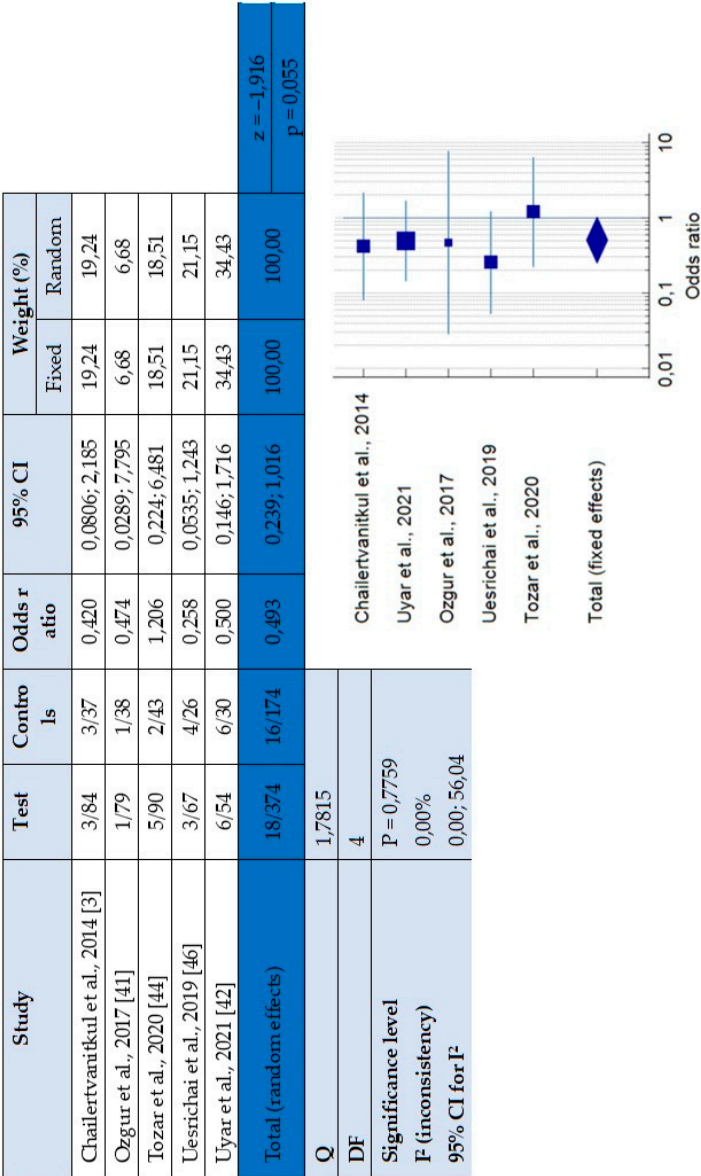 Study Test Contro ls Odds r atio 95% CI Weight (%)
Fixed Random
Chailertvanitkul et al., 2014 [3] 3/84 3/37 0,420 0,0806; 2,185 19,24 19,24
Ozgur et al., 2017 [41] 1/79 1/38 0,474 0,0289; 7,795 6,68 6,68
Tozar et al., 2020 [44] 5/90 2/43 1,206 0,224; 6,481 18,51 18,51
Uesrichai et al., 2019 [46] 3/67 4/26 0,258 0,0535; 1,243 21,15 21,15
Uyar et al., 2021 [42] 6/54 6/30 0,500 0,146; 1,716 34,43 34,43
Total (random effects) 18/374 16/174 0,493 0,239; 1,016 100,00 100,00 z = −1,916
p = 0,055
Q 1,7815
DF 4
Significance level P = 0,7759
I² (inconsistency) 0,00%
95% CI for I² 0,00; 56,04
Chailertvanitkul et al., 2014
Uyar et al., 2021
Ozgur et al., 2017
Uesrichai et al., 2019
Tozar et al., 2020
Total (fixed effects)
0,01 0,1 1 10
Odds ratio